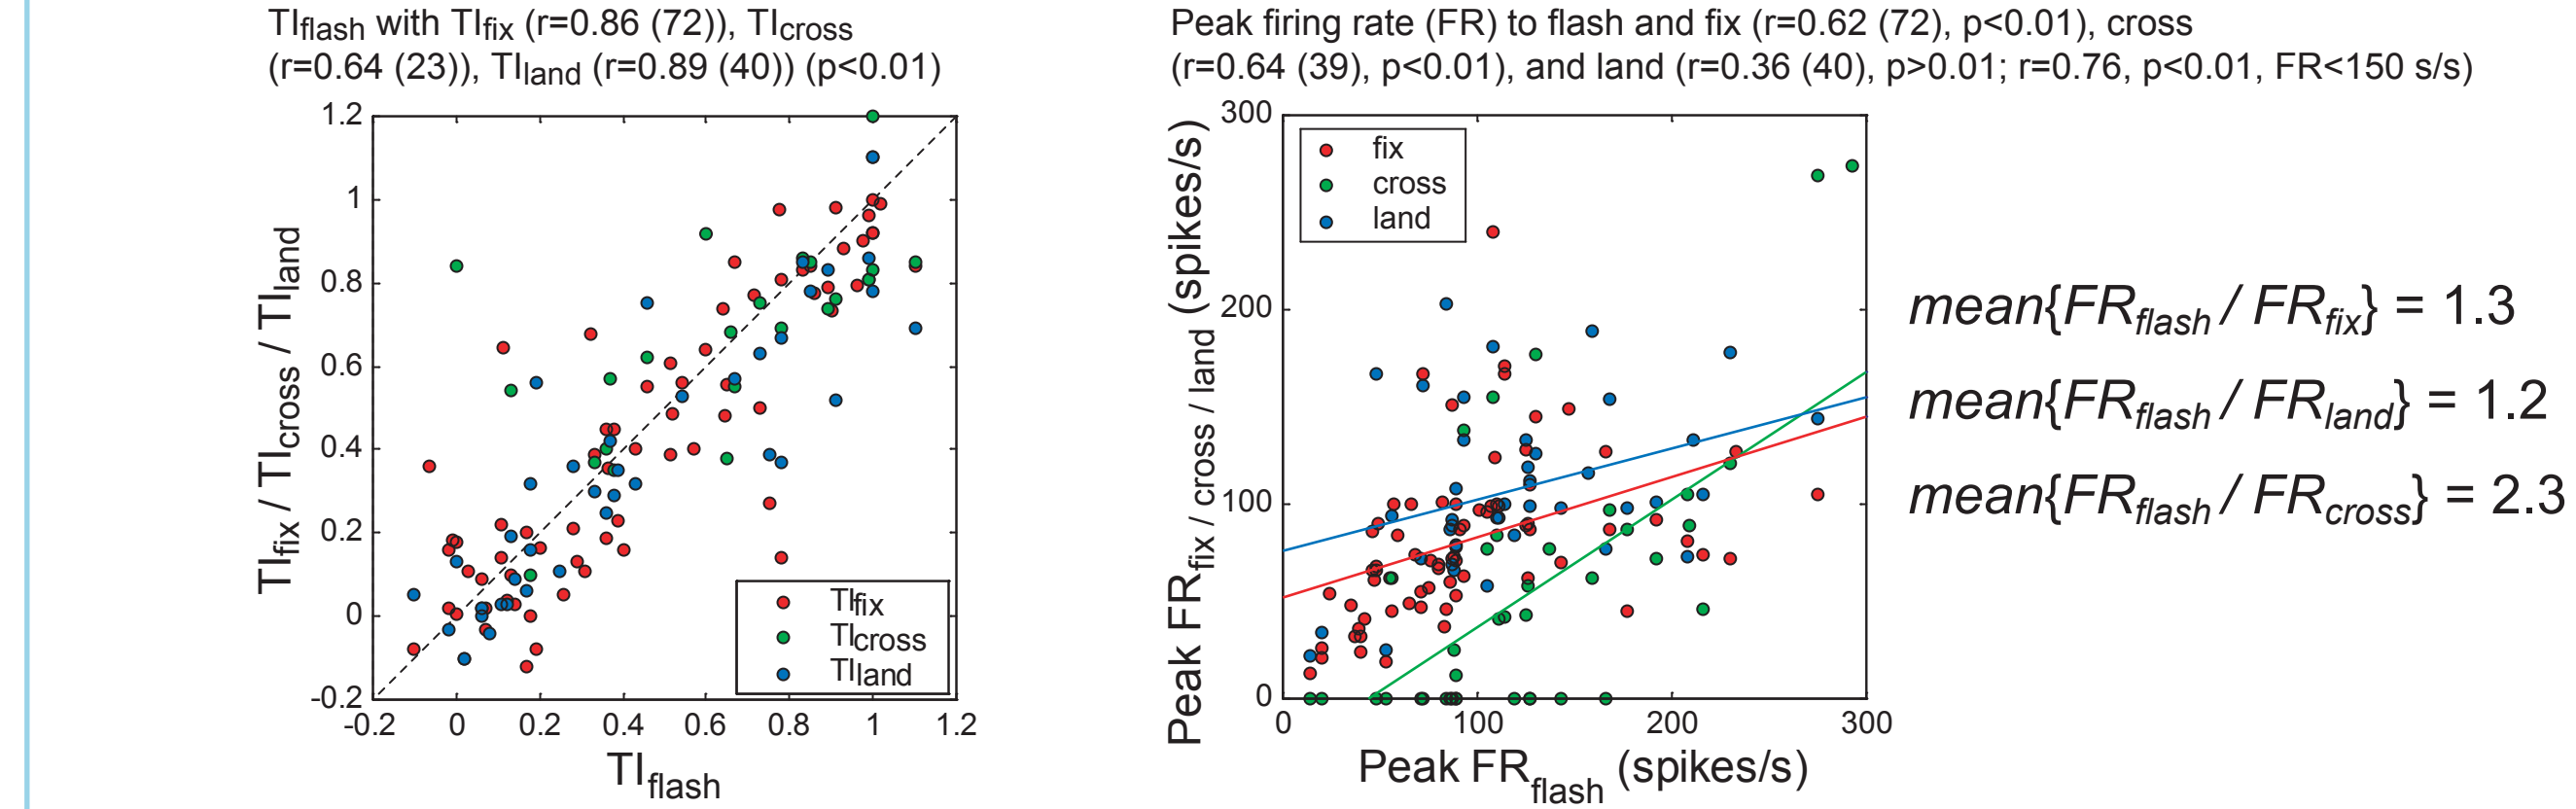 TIflash with TIfix (r=0.86 (72)), TIcross
(r=0.64 (23)), TIland (r=0.89 (40)) (p<0.01)
1.2
1
0.8
0.6
0.4
0.2
0
-0.2
TIfix / TIcross / TIland
TIfix
TIcross
TIland
-0.2 0 0.2 0.4 0.6 0.8 1 1.2
TIflash
Peak firing rate (FR) to flash and fix (r=0.62 (72), p<0.01), cross
(r=0.64 (39), p<0.01), and land (r=0.36 (40), p>0.01; r=0.76, p<0.01, FR<150 s/s)
300
200
100
0
Peak FRfix / cross / land (spikes/s)
fix
cross
land
0 100 200 300
Peak FRflash (spikes/s)
mean{FRflash / FRfix} = 1.3
mean{FRflash / FRland} = 1.2
mean{FRflash / FRcross} = 2.3